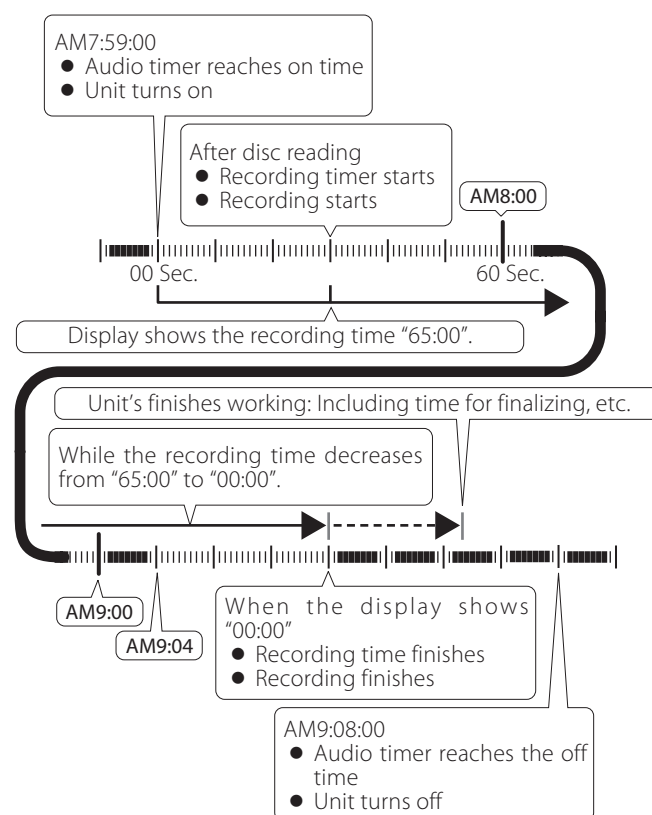 AM7:59:00
● Audio timer reaches on time
● Unit turns on
After disc reading
● Recording timer starts
● Recording starts
AM8:00
00 Sec.
60 Sec.
Display shows the recording time “65:00”.
Unit's finishes working: Including time for finalizing, etc.
While the recording time decreases
from “65:00” to “00:00”.
AM9:00
AM9:04
When the display shows
“00:00”
● Recording time finishes
● Recording finishes
AM9:08:00
● Audio timer reaches the off
time
● Unit turns off